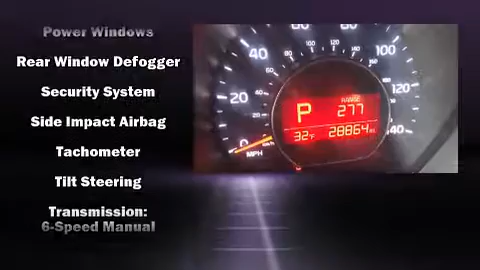 Power Windows
Rear Window Defogger
Security System
Side Impact Airbag
Tachometer
Tilt Steering
Transmission:
6-Speed Manual
20
40
60
80
100
120
140
0
MPH
P
RANGE
277
32°F
28864